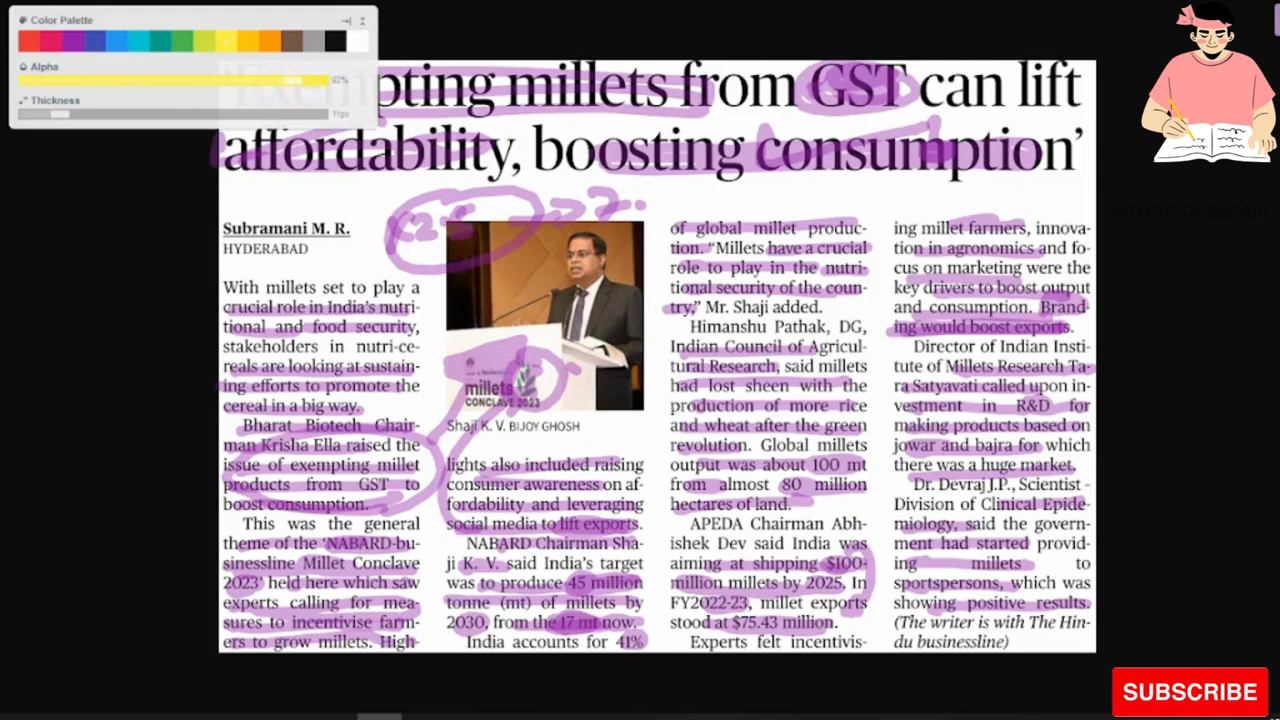 Color Palette
Alpha
92%
Thickness
11px
pting millets from GST can lift
affordability, boosting consumption’
Subramani M. R.
HYDERABAD
With millets set to play a
crucial role in India’s nutri-
tional and food security,
stakeholders in nutri-ce-
reals are looking at sustain-
ing efforts to promote the
cereal in a big way.
Bharat Biotech Chair-
man Krisha Ella raised the
issue of exempting millet
products from GST to
boost consumption.
This was the general
theme of the ‘NABARD-bu-
sinessline Millet Conclave
2023’ held here which saw
experts calling for mea-
sures to incentivise farm-
ers to grow millets. High-
millets
CONCLAVE 2023
Shaji K. V. BIJOY GHOSH
lights also included raising
consumer awareness on af-
fordability and leveraging
social media to lift exports.
NABARD Chairman Sha-
ji K. V. said India’s target
was to produce 45 million
tonne (mt) of millets by
2030, from the 17 mt now.
India accounts for 41%
of global millet produc-
tion. “Millets have a crucial
role to play in the nutri-
tional security of the coun-
try,” Mr. Shaji added.
Himanshu Pathak, DG,
Indian Council of Agricul-
tural Research, said millets
had lost sheen with the
production of more rice
and wheat after the green
revolution. Global millets
output was about 100 mt
from almost 80 million
hectares of land.
APEDA Chairman Abh-
ishek Dev said India was
aiming at shipping $100-
million millets by 2025. In
FY2022-23, millet exports
stood at $75.43 million.
Experts felt incentivis-
ing millet farmers, innova-
tion in agronomics and fo-
cus on marketing were the
key drivers to boost output
and consumption. Brand-
ing would boost exports.
Director of Indian Insti-
tute of Millets Research Ta-
ra Satyavati called upon in-
vestment in R&D for
making products based on
jowar and bajra for which
there was a huge market.
Dr. Devraj J.P., Scientist -
Division of Clinical Epide-
miology, said the govern-
ment had started provid-
ing millets to
sportspersons, which was
showing positive results.
(The writer is with The Hin-
du businessline)
SUBSCRIBE